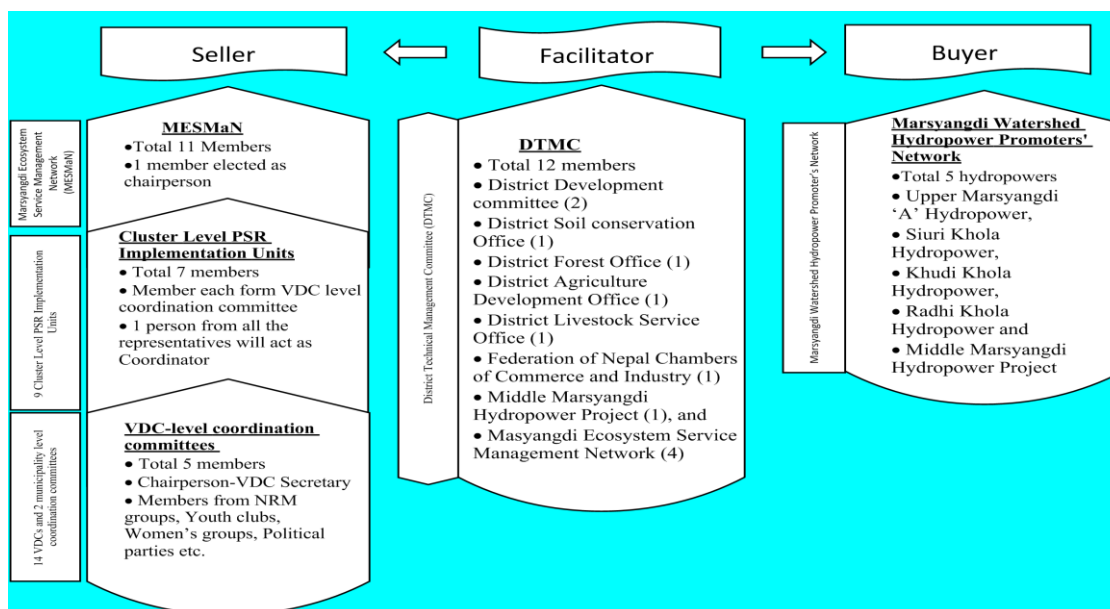 Seller
Facilitator
Buyer
Marsyangdi Ecosystem
Service Management
Network
(MESMaN)
MESMaN
•Total 11 Members
•1 member elected as
chairperson
9 Cluster Level PSR Implementation
Units
Cluster Level PSR
Implementation Units
• Total 7 members
• Member each form VDC level
coordination committee
• 1 person from all the
representatives will act as
Coordinator
14 VDCs and 2 municipality level
coordination committees
VDC-level coordination
committees
• Total 5 members
• Chairperson-VDC Secretary
• Members from NRM
groups, Youth clubs,
Women's groups, Political
parties etc.
District Technical Management Committee (DTMC)
DTMC
• Total 12 members
• District Development
committee (2)
• District Soil conservation
Office (1)
• District Forest Office (1)
• District Agriculture
Development Office (1)
• District Livestock Service
Office (1)
• Federation of Nepal Chambers
of Commerce and Industry (1)
• Middle Marsyangdi
Hydropower Project (1), and
• Masyangdi Ecosystem Service
Management Network (4)
Marsyangdi Watershed Hydropower Promoter's Network
Marsyangdi Watershed
Hydropower Promoters'
Network
•Total 5 hydropowers
• Upper Marsyangdi
‘A’ Hydropower,
• Siuri Khola
Hydropower,
• Khudi Khola
Hydropower,
• Radhi Khola
Hydropower and
• Middle Marsyangdi
Hydropower Project